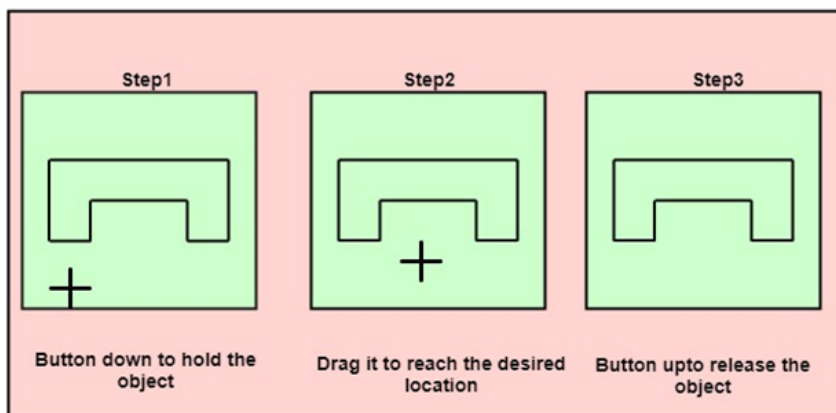 Step1
Step2
Step3
Button down to hold the
object
Drag it to reach the desired
location
Button upto release the
object